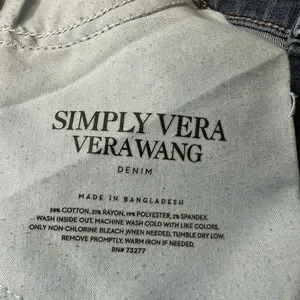 SIMPLY VERA
VERA WANG
DENIM
MADE IN BANGLADESH
58% COTTON, 21% RAYON, 19% POLYESTER, 2% SPANDEX.
WASH INSIDE OUT. MACHINE WASH COLD WITH LIKE COLORS.
ONLY NON-CHLORINE BLEACH WHEN NEEDED. TUMBLE DRY LOW.
REMOVE PROMPTLY. WARM IRON IF NEEDED.
RN# 73277